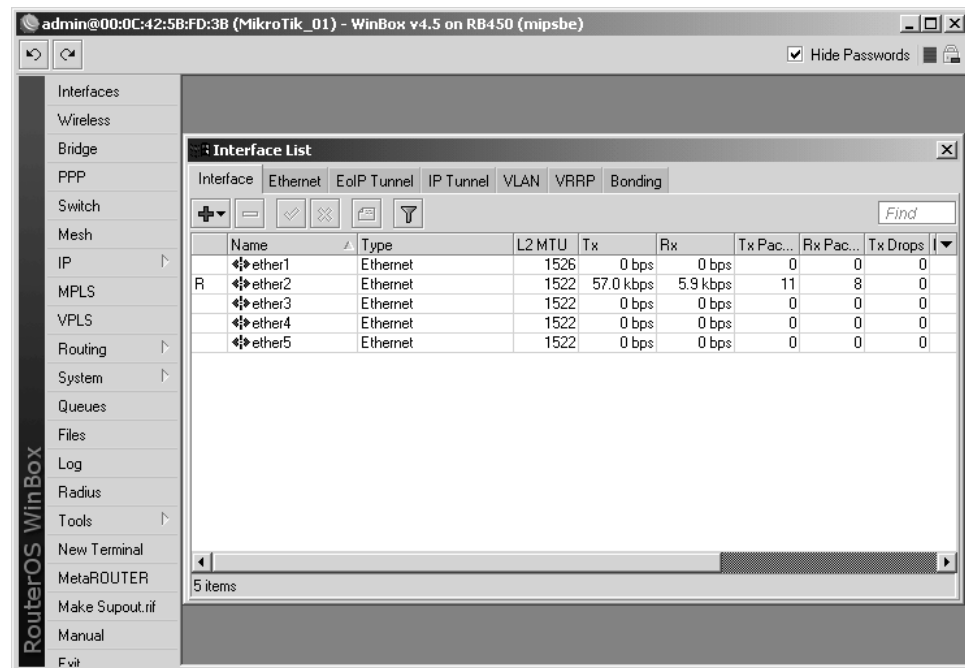 admin@00:0C:42:5B:FD:3B (MikroTik_01) - WinBox v4.5 on RB450 (mipsbe)
Hide Passwords
RouterOS WinBox
Interfaces
Wireless
Bridge
PPP
Switch
Mesh
IP
MPLS
VPLS
Routing
System
Queues
Files
Log
Radius
Tools
New Terminal
MetaROUTER
Make Supout.rif
Manual
Exit
Interface List
Interface Ethernet EoIP Tunnel IP Tunnel VLAN VRRP Bonding
Find
Name Type L2 MTU Tx Rx Tx Pac... Rx Pac... Tx Drops
ether1 Ethernet 1526 0 bps 0 bps 0 0 0
R ether2 Ethernet 1522 57.0 kbps 5.9 kbps 11 8 0
ether3 Ethernet 1522 0 bps 0 bps 0 0 0
ether4 Ethernet 1522 0 bps 0 bps 0 0 0
ether5 Ethernet 1522 0 bps 0 bps 0 0 0
5 items